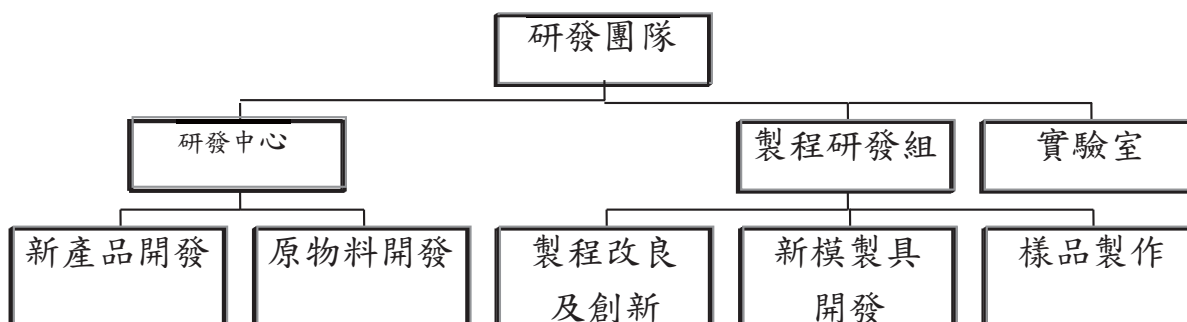 研發團隊
研發中心
製程研發組
實驗室
新產品開發
原物料開發
製程改良
及創新
新模製具
開發
樣品製作